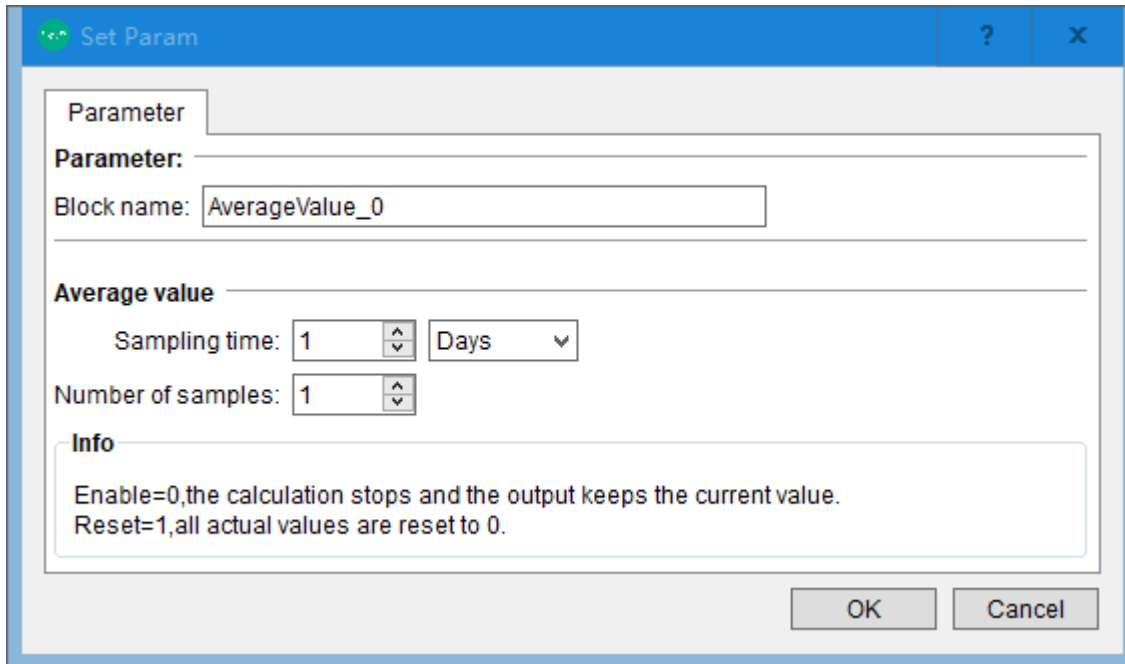 Set Param ? x
Parameter
Parameter:
Block name: AverageValue_0
Average value
Sampling time: 1 Days
Number of samples: 1
Info
Enable=0,the calculation stops and the output keeps the current value.
Reset=1,all actual values are reset to 0.
OK Cancel